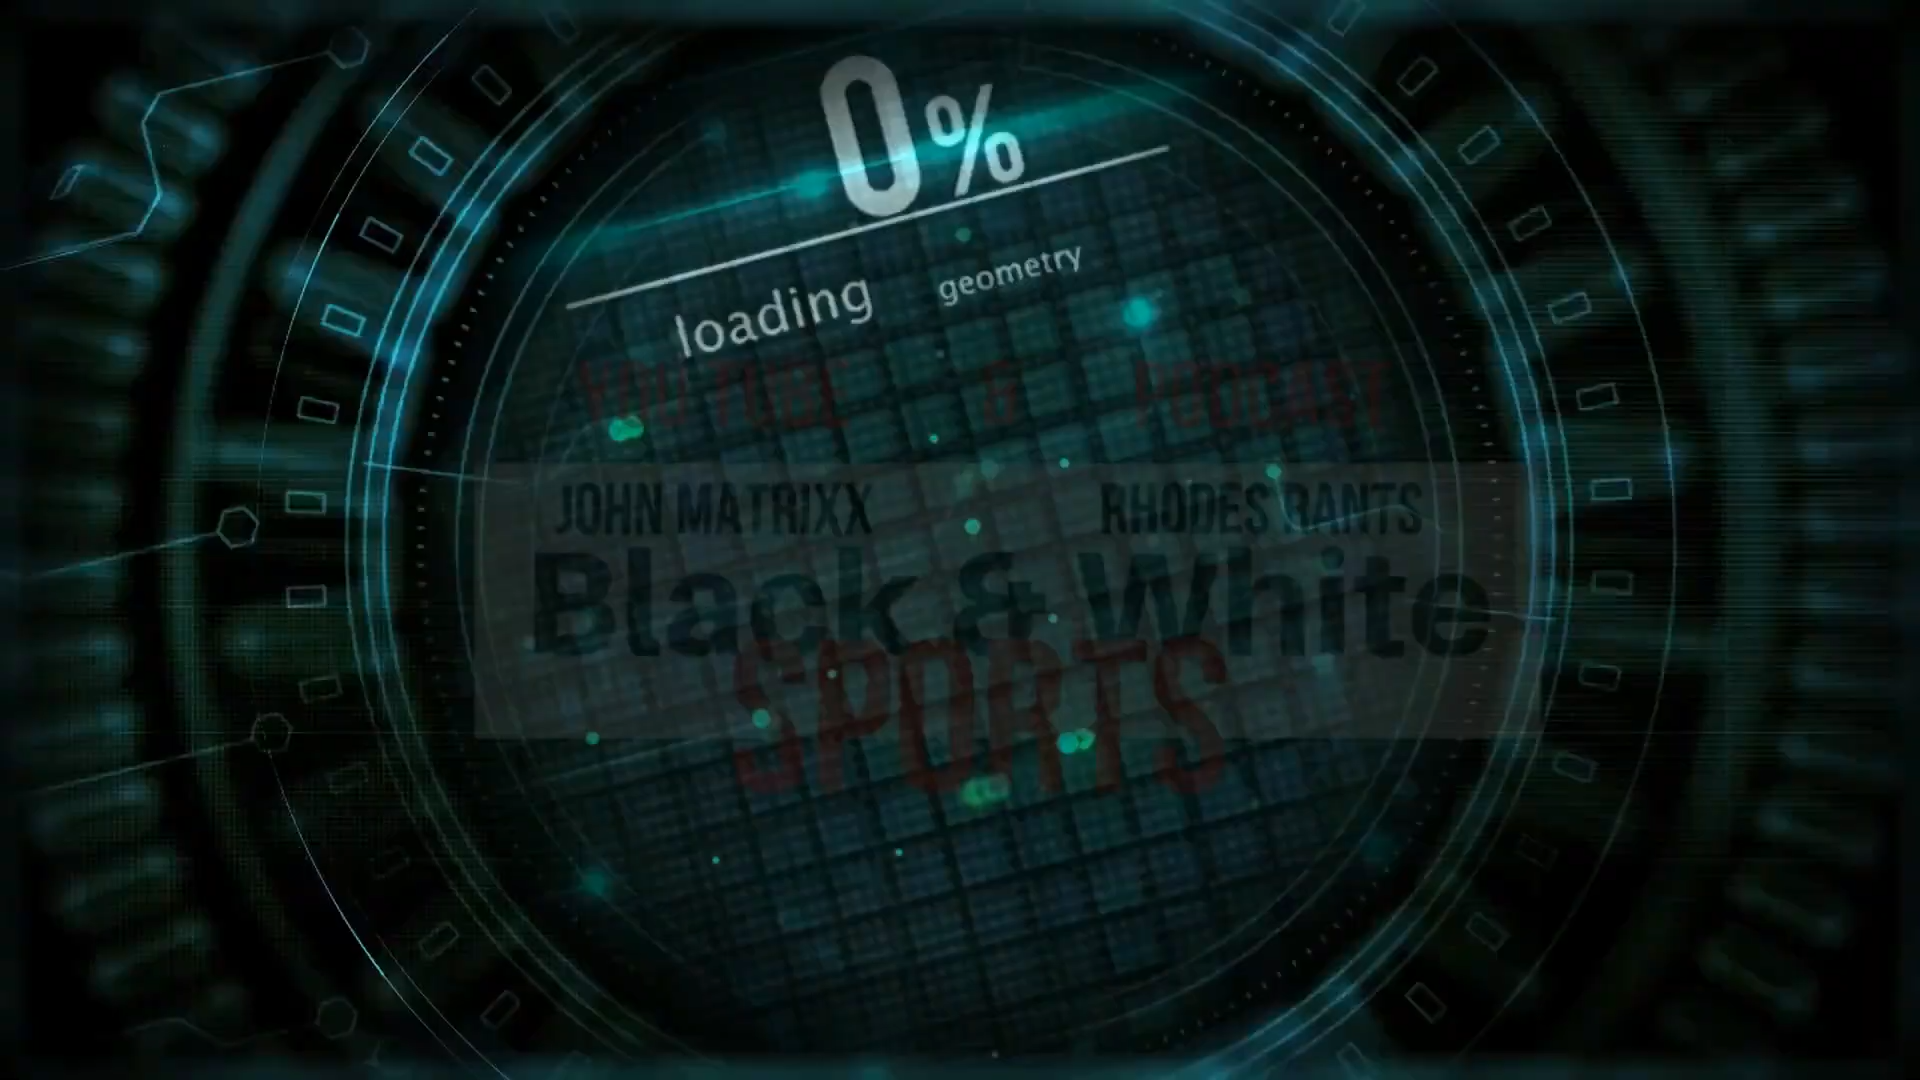 0%
loading geometry
YOU TUBE & PODCAST
JOHN MATRIXX RHODES RANTS
Black & White
SPORTS